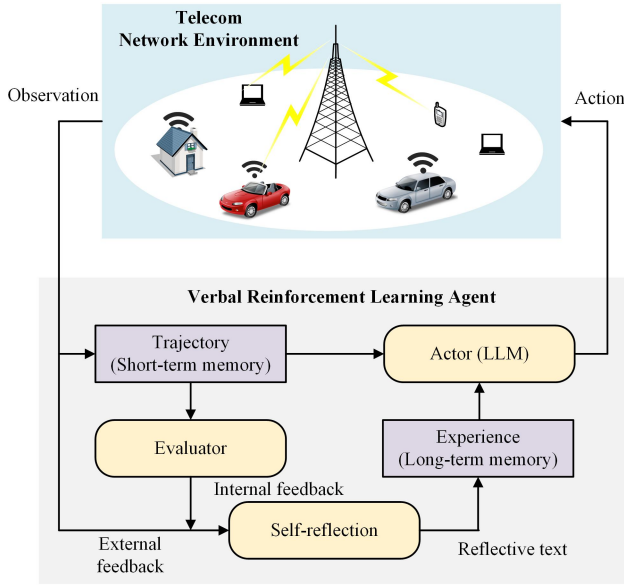 Telecom
Network Environment
Observation
Action
Verbal Reinforcement Learning Agent
Trajectory
(Short-term memory)
Actor (LLM)
Evaluator
Experience
(Long-term memory)
Internal feedback
Self-reflection
External
feedback
Reflective text